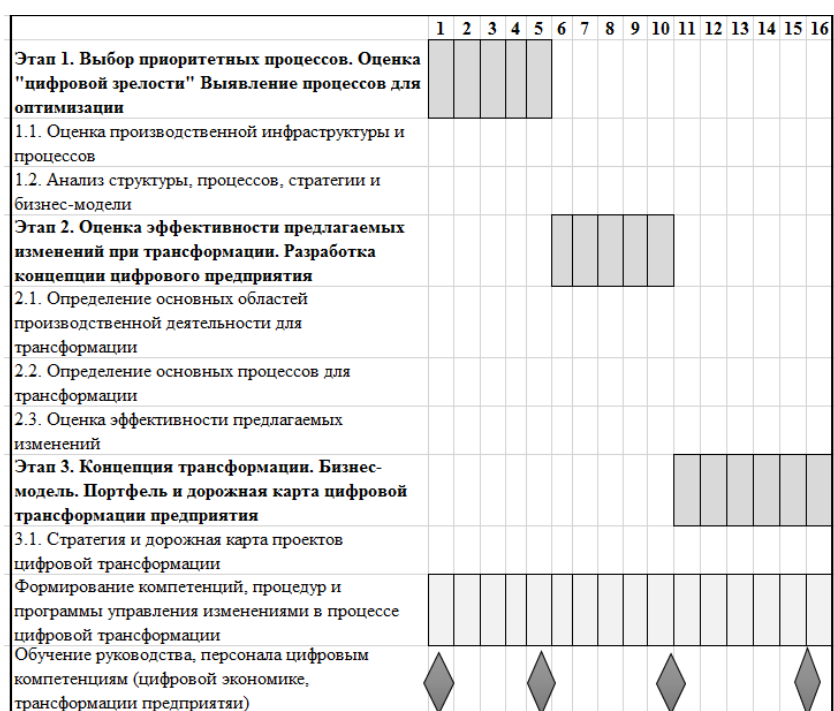 1 2 3 4 5 6 7 8 9 10 11 12 13 14 15 16
Этап 1. Выбор приоритетных процессов. Оценка
"цифровой зрелости" Выявление процессов для
оптимизации
1.1. Оценка производственной инфраструктуры и
процессов
1.2. Анализ структуры, процессов, стратегии и
бизнес-модели
Этап 2. Оценка эффективности предлагаемых
изменений при трансформации. Разработка
концепции цифрового предприятия
2.1. Определение основных областей
производственной деятельности для
трансформации
2.2. Определение основных процессов для
трансформации
2.3. Оценка эффективности предлагаемых
изменений
Этап 3. Концепция трансформации. Бизнес-
модель. Портфель и дорожная карта цифровой
трансформации предприятия
3.1. Стратегия и дорожная карта проектов
цифровой трансформации
Формирование компетенций, процедур и
программы управления изменениями в процессе
цифровой трансформации
Обучение руководства, персонала цифровым
компетенциям (цифровой экономике,
трансформации предприятяи)